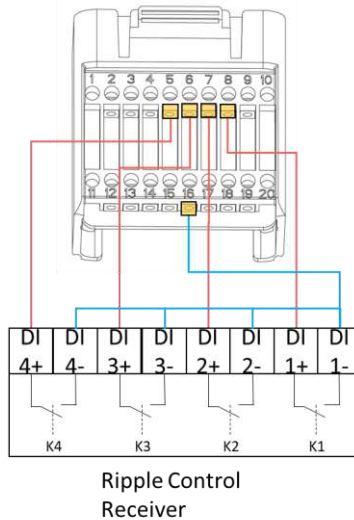 1 2 3 4 5 6 7 8 9 10
11 12 13 14 15 16 17 18 19 20
DI DI DI DI DI DI DI DI
4+ 4- 3+ 3- 2+ 2- 1+ 1-
K4 K3 K2 K1
Ripple Control
Receiver